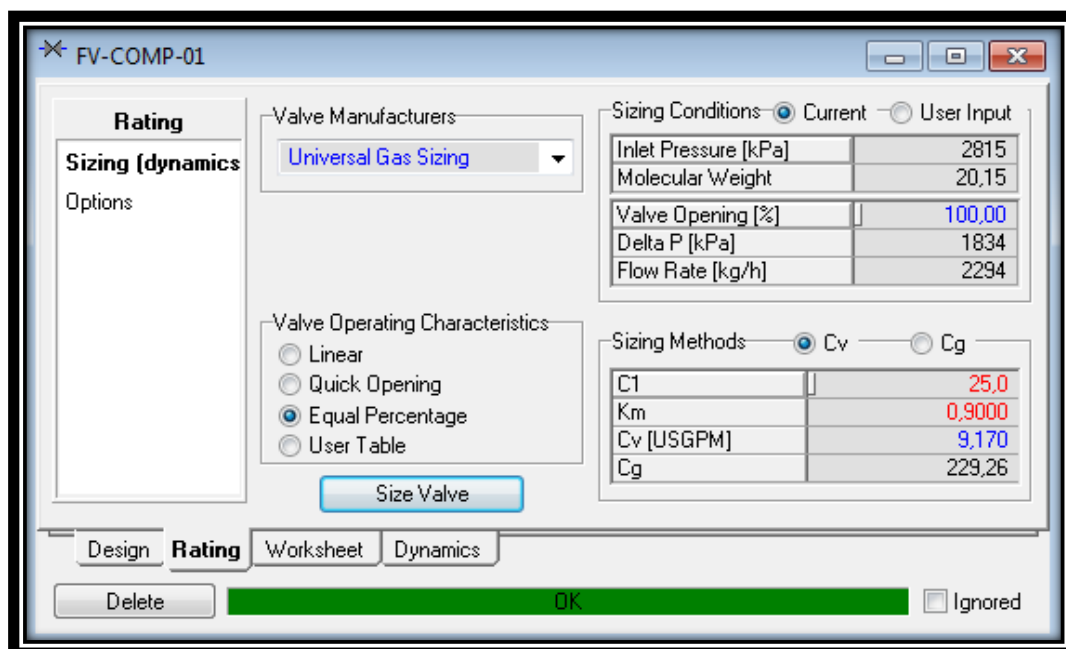 FV-COMP-01
Rating
Sizing (dynamics
Options
Valve Manufacturers
Universal Gas Sizing
Valve Operating Characteristics
Linear
Quick Opening
Equal Percentage
User Table
Size Valve
Sizing Conditions Current User Input
Inlet Pressure [kPa] 2815
Molecular Weight 20,15
Valve Opening [%] 100,00
Delta P [kPa] 1834
Flow Rate [kg/h] 2294
Sizing Methods Cv Cg
C1 25,0
Km 0,9000
Cv [USGPM] 9,170
Cg 229,26
Design Rating Worksheet Dynamics
Delete OK Ignored